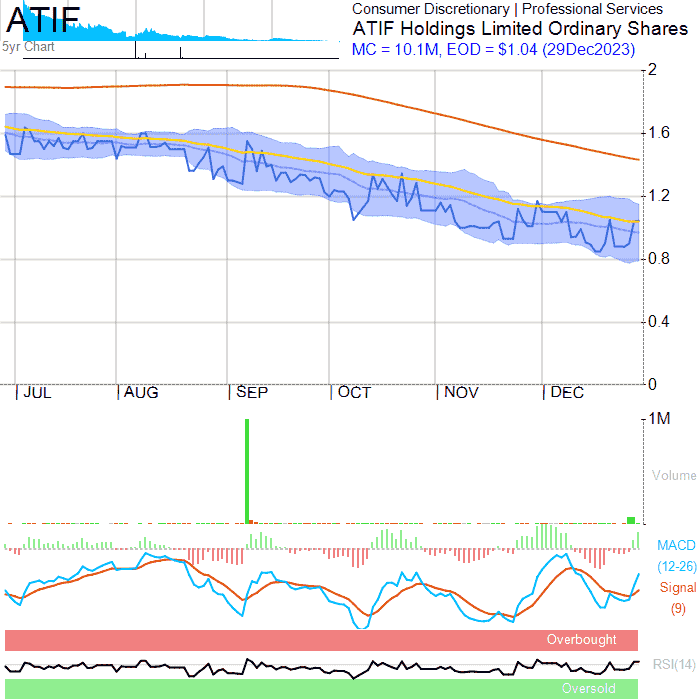 ATIF
5yr Chart
Consumer Discretionary | Professional Services
ATIF Holdings Limited Ordinary Shares
MC = 10.1M, EOD = $1.04 (29Dec2023)
2
1.6
1.2
0.8
0.4
0
JUL AUG SEP OCT NOV DEC
1M
Volume
MACD
(12-26)
Signal
(9)
Overbought
RSI(14)
Oversold